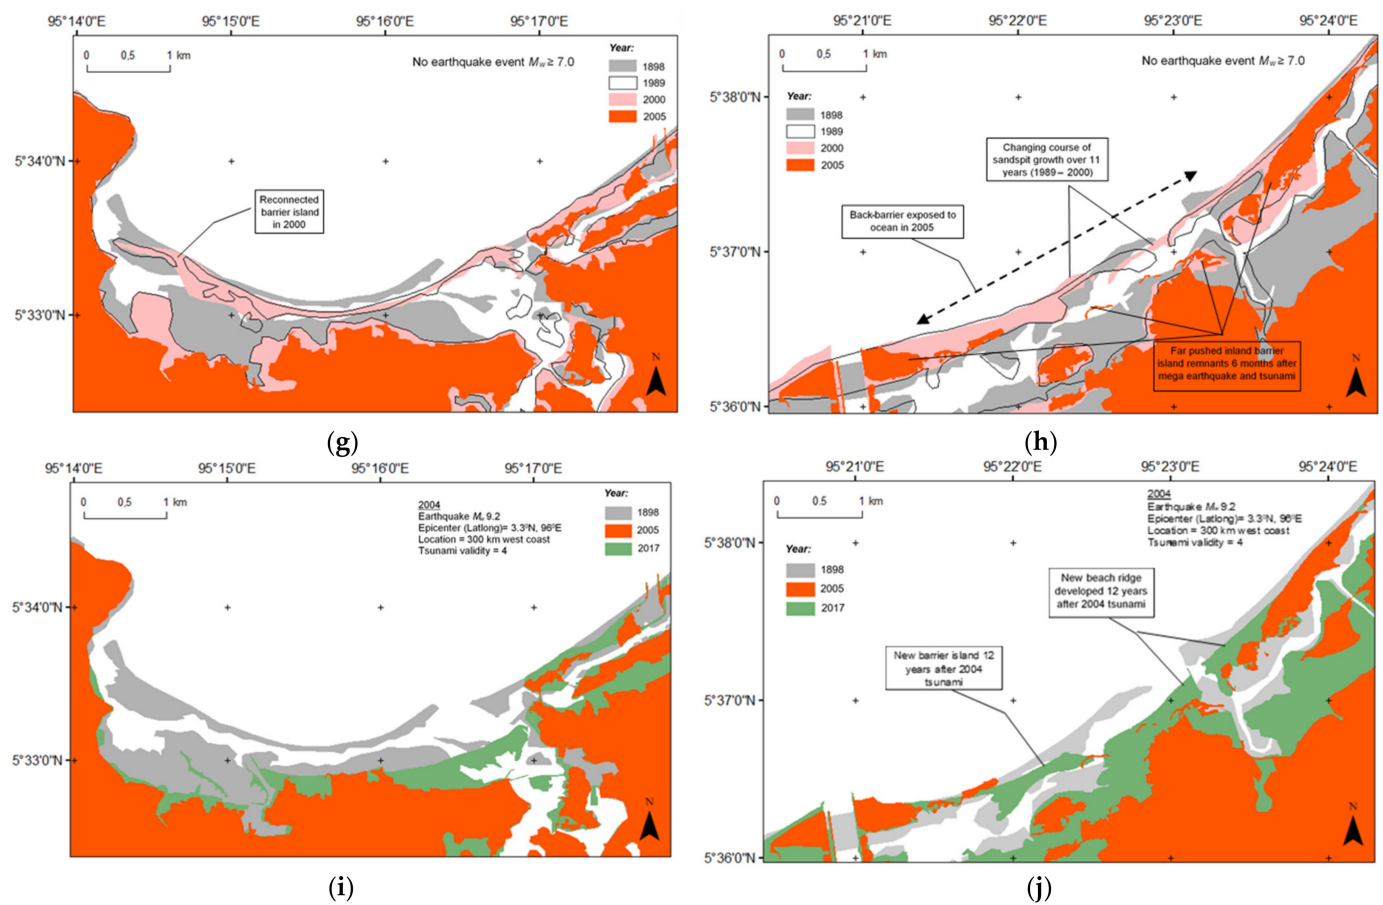 95°14'0"E 95°15'0"E 95°16'0"E 95°17'0"E
0 0,5 1 km
No earthquake event Mw ≥ 7.0
Year:
1898
1989
2000
2005
5°34'0"N
5°33'0"N
Reconnected
barrier island
in 2000
N
(g)
95°21'0"E 95°22'0"E 95°23'0"E 95°24'0"E
0 0,5 1 km
No earthquake event Mw ≥ 7.0
Year:
1898
1989
2000
2005
5°38'0"N
5°37'0"N
5°36'0"N
Changing course of
sandspit growth over 11
years (1989 – 2000)
Back-barrier exposed to
ocean in 2005
Far pushed inland barrier
island remnants 6 months after
mega earthquake and tsunami
N
(h)
95°14'0"E 95°15'0"E 95°16'0"E 95°17'0"E
0 0,5 1 km
2004
Earthquake Mw 9.2
Epicenter (Latlong)= 3.3°N, 96°E
Location = 300 km west coast
Tsunami validity = 4
Year:
1898
2005
2017
5°34'0"N
5°33'0"N
N
(i)
95°21'0"E 95°22'0"E 95°23'0"E 95°24'0"E
0 0.5 1 km
2004
Earthquake Mw 9.2
Epicenter (Latlong)= 3.3°N, 96°E
Location = 300 km west coast
Tsunami validity = 4
Year:
1898
2005
2017
5°38'0"N
5°37'0"N
5°36'0"N
New beach ridge
developed 12 years
after 2004 tsunami
New barrier island 12
years after 2004
tsunami
N
(j)